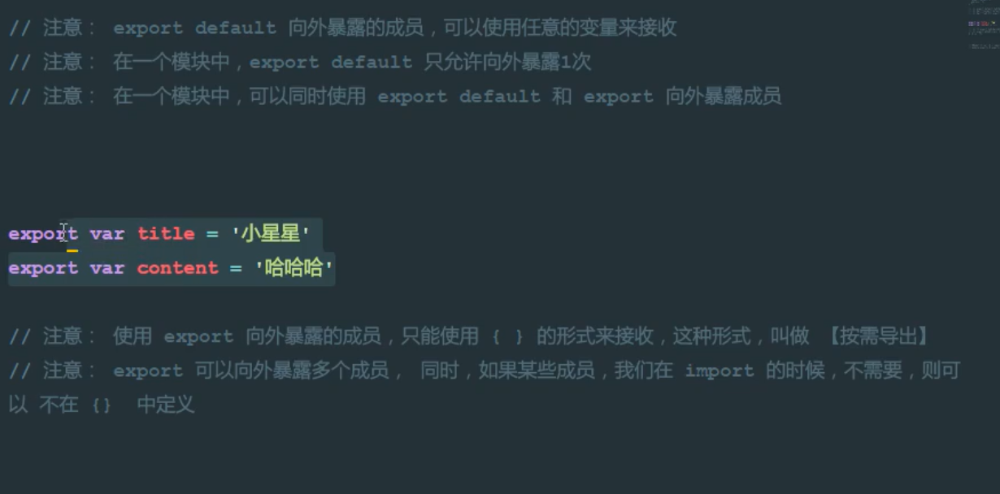 // 注意： export default 向外暴露的成员，可以使用任意的变量来接收
// 注意： 在一个模块中，export default 只允许向外暴露1次
// 注意： 在一个模块中，可以同时使用 export default 和 export 向外暴露成员
export var title = '小星星'
export var content = '哈哈哈'
// 注意： 使用 export 向外暴露的成员，只能使用 { } 的形式来接收，这种形式，叫做 【按需导出】
// 注意： export 可以向外暴露多个成员， 同时，如果某些成员，我们在 import 的时候，不需要，则可
以 不在 {} 中定义